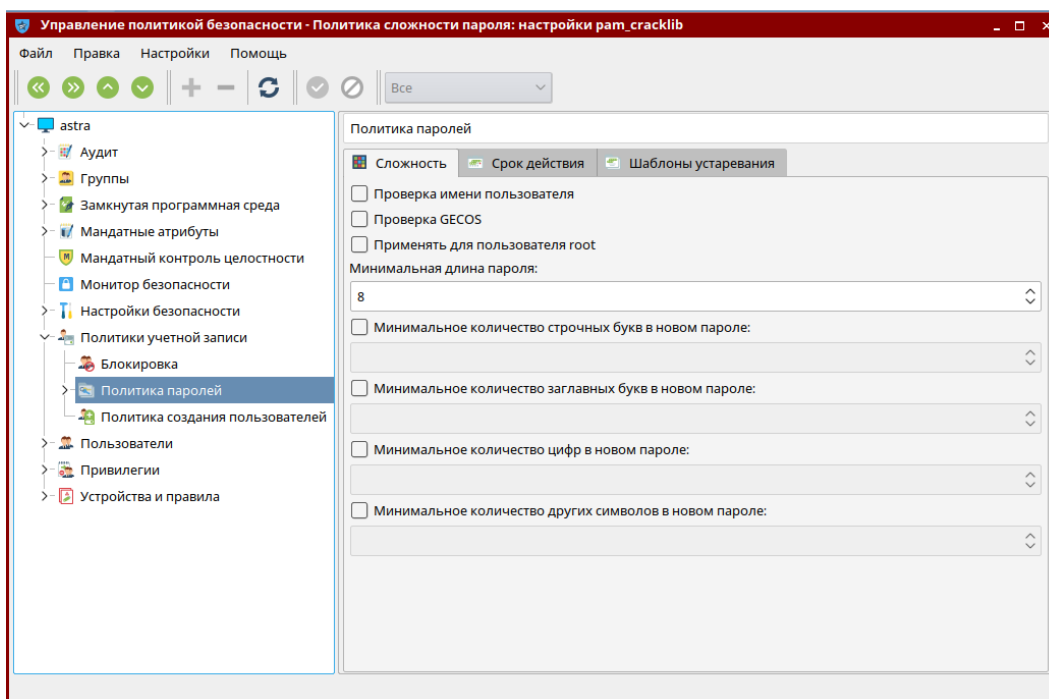 Управление политикой безопасности - Политика сложности пароля: настройки pam_cracklib
Файл Правка Настройки Помощь
Все
astra
Аудит
Группы
Замкнутая программная среда
Мандатные атрибуты
Мандатный контроль целостности
Монитор безопасности
Настройки безопасности
Политики учетной записи
Блокировка
Политика паролей
Политика создания пользователей
Пользователи
Привилегии
Устройства и правила
Политика паролей
Сложность Срок действия Шаблоны устаревания
Проверка имени пользователя
Проверка GECOS
Применять для пользователя root
Минимальная длина пароля:
8
Минимальное количество строчных букв в новом пароле:
Минимальное количество заглавных букв в новом пароле:
Минимальное количество цифр в новом пароле:
Минимальное количество других символов в новом пароле: